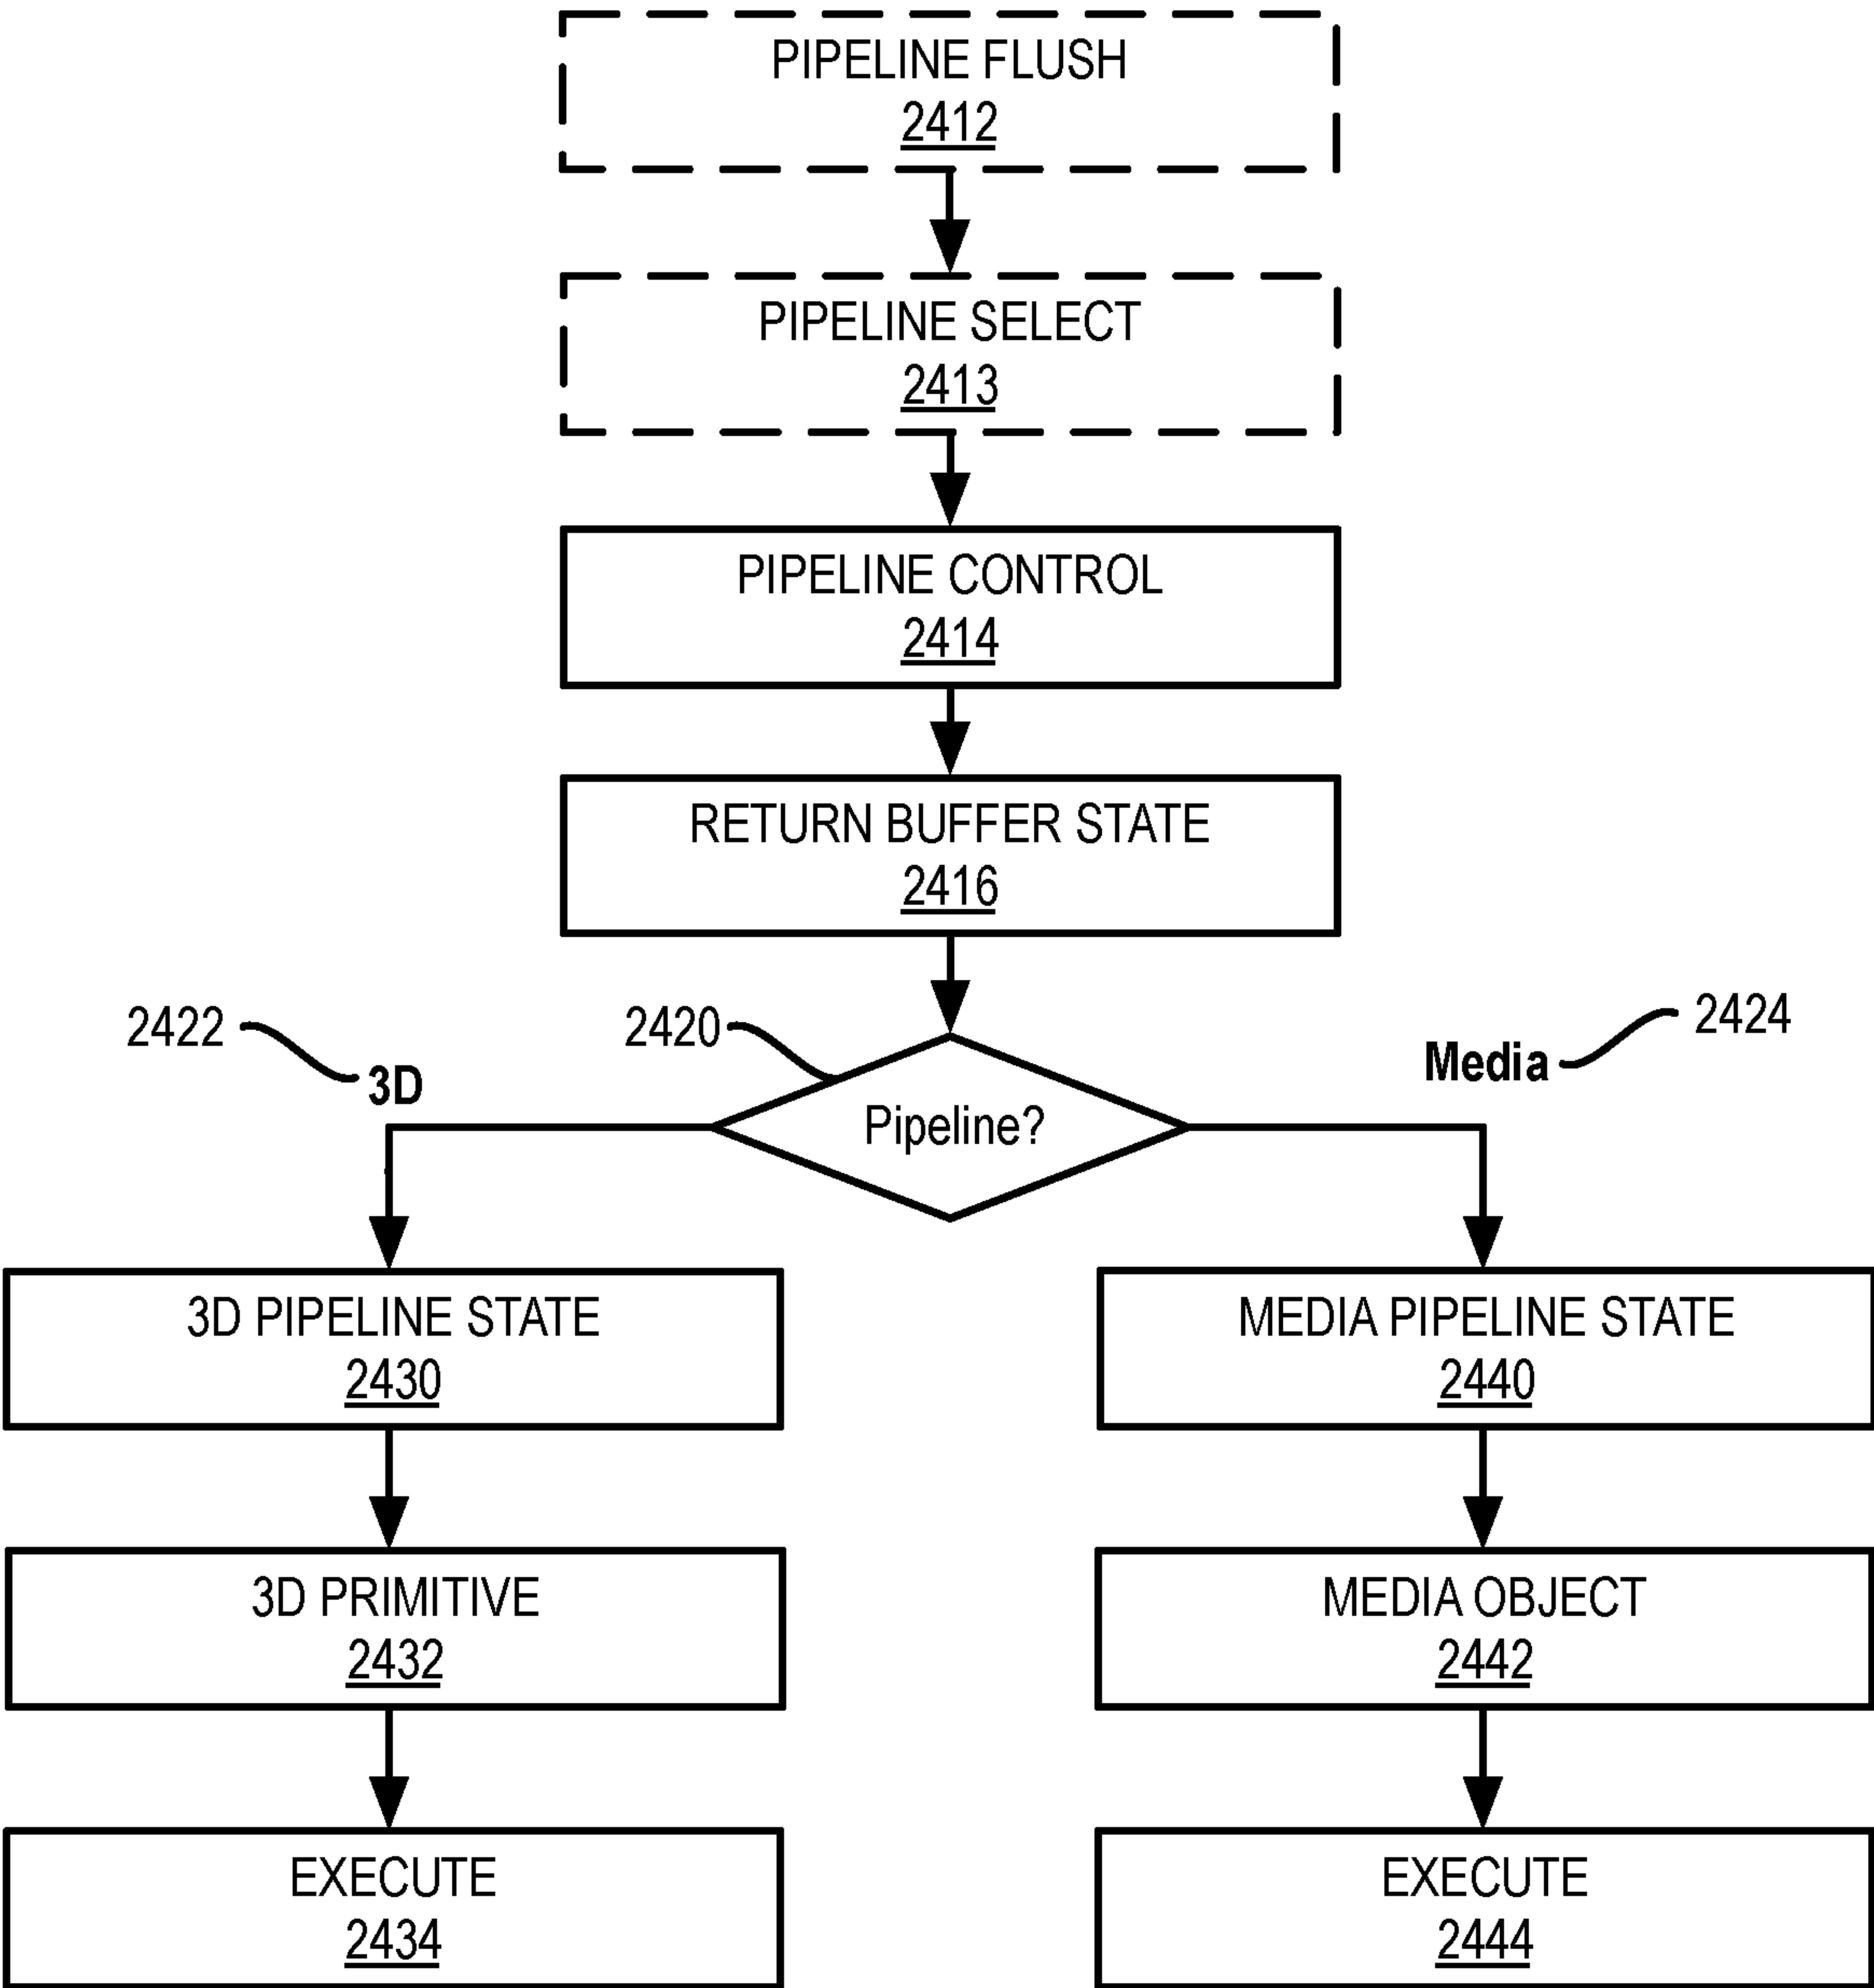 PIPELINE FLUSH
2412
PIPELINE SELECT
2413
PIPELINE CONTROL
2414
RETURN BUFFER STATE
2416
2422
3D
2420
Pipeline?
Media
2424
3D PIPELINE STATE
2430
MEDIA PIPELINE STATE
2440
3D PRIMITIVE
2432
MEDIA OBJECT
2442
EXECUTE
2434
EXECUTE
2444